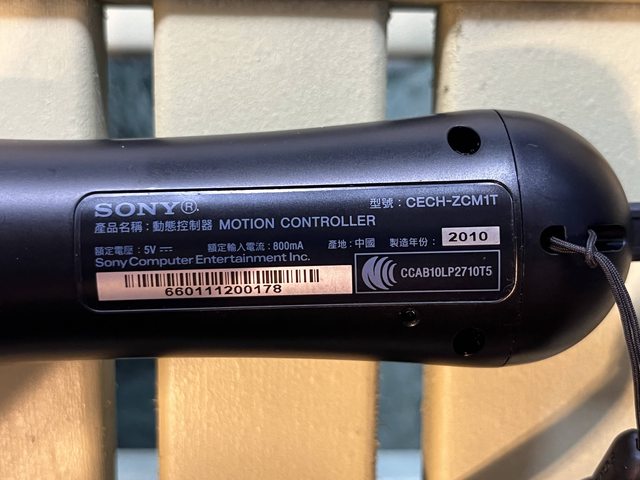 SONY® 型號：CECH-ZCM1T
產品名稱：動態控制器 MOTION CONTROLLER
額定電壓：5V⎓ 額定輸入電流：800mA 產地：中國 製造年份：2010
Sony Computer Entertainment Inc.
660111200178
CCAB10LP2710T5